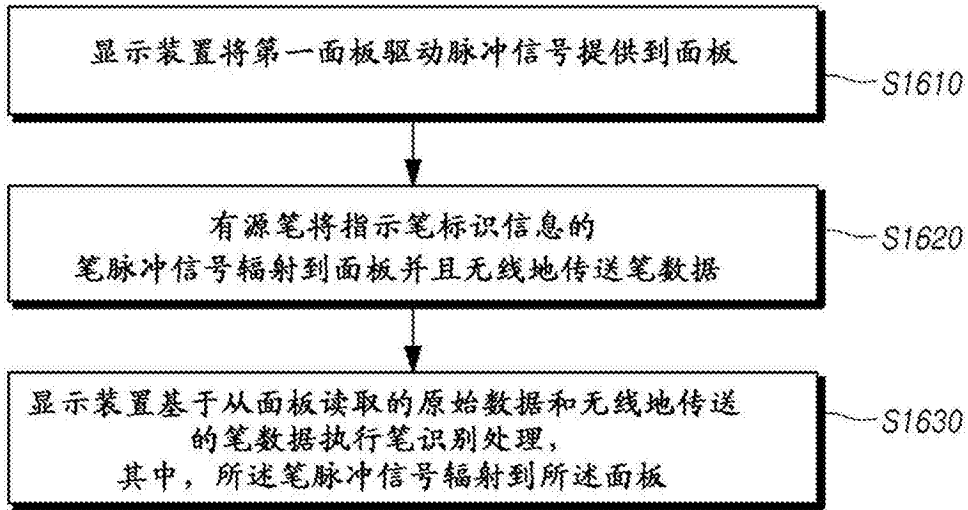 显示装置将第一面板驱动脉冲信号提供到面板
S1610
有源笔将指示笔标识信息的
笔脉冲信号辐射到面板并且无线地传送笔数据
S1620
显示装置基于从面板读取的原始数据和无线地传送
的笔数据执行笔识别处理，
其中，所述笔脉冲信号辐射到所述面板
S1630